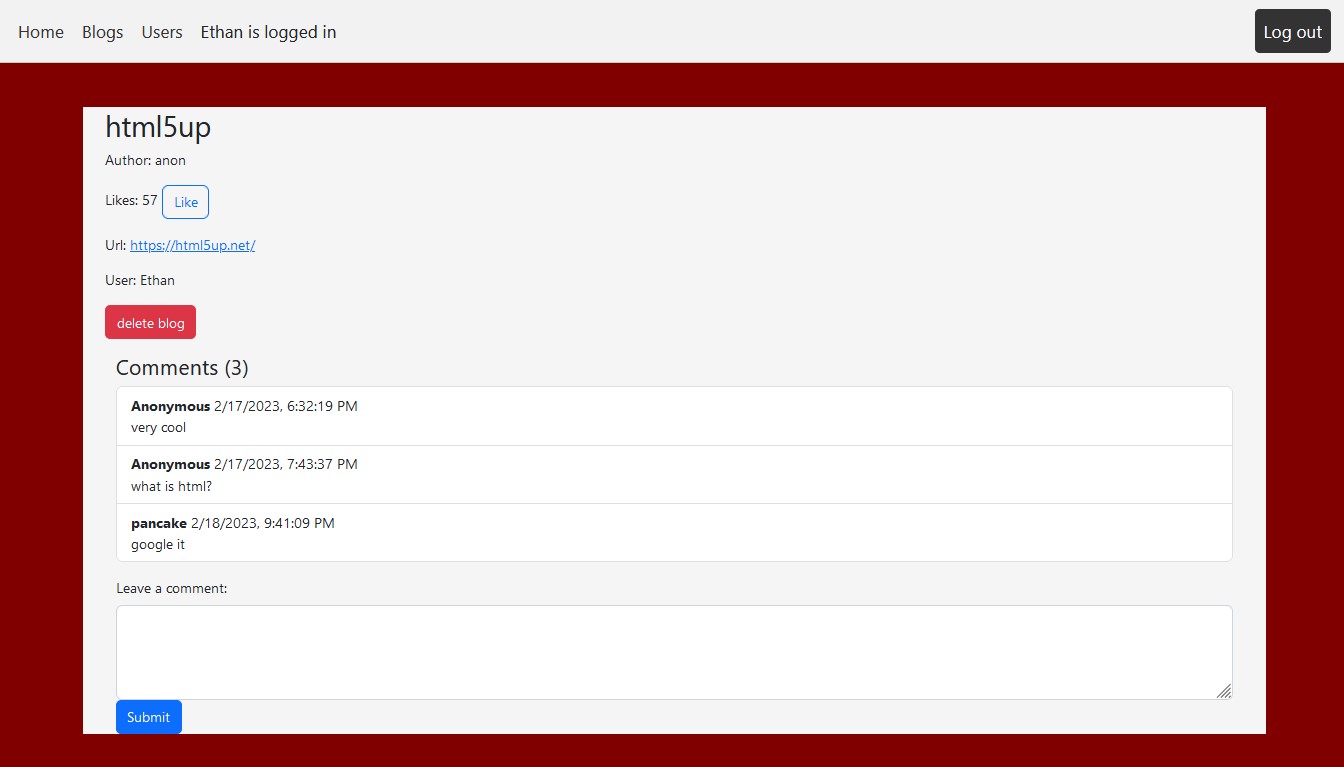 Home Blogs Users Ethan is logged in Log out
html5up
Author: anon
Likes: 57 Like
Url: https://html5up.net/
User: Ethan
delete blog
Comments (3)
Anonymous 2/17/2023, 6:32:19 PM
very cool
Anonymous 2/17/2023, 7:43:37 PM
what is html?
pancake 2/18/2023, 9:41:09 PM
google it
Leave a comment:
Submit